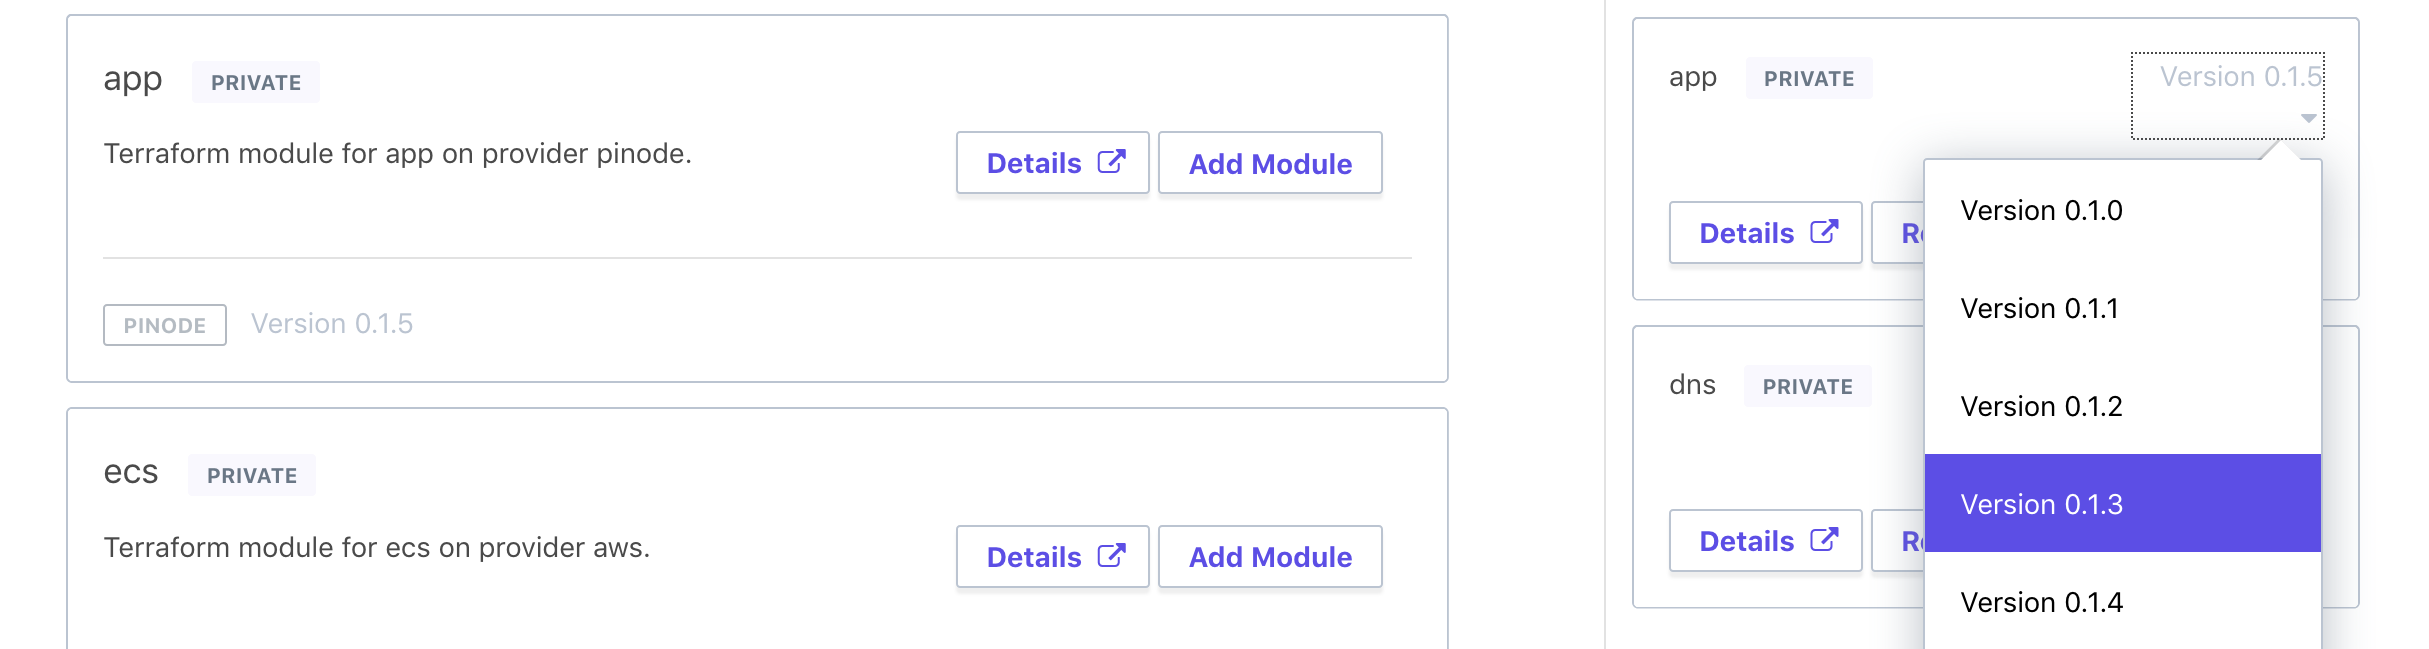 app PRIVATE
Terraform module for app on provider pinode.
Details Add Module
PINODE Version 0.1.5
ecs PRIVATE
Terraform module for ecs on provider aws.
Details Add Module
app PRIVATE Version 0.1.5
Details
dns PRIVATE
Details
Version 0.1.0
Version 0.1.1
Version 0.1.2
Version 0.1.3
Version 0.1.4